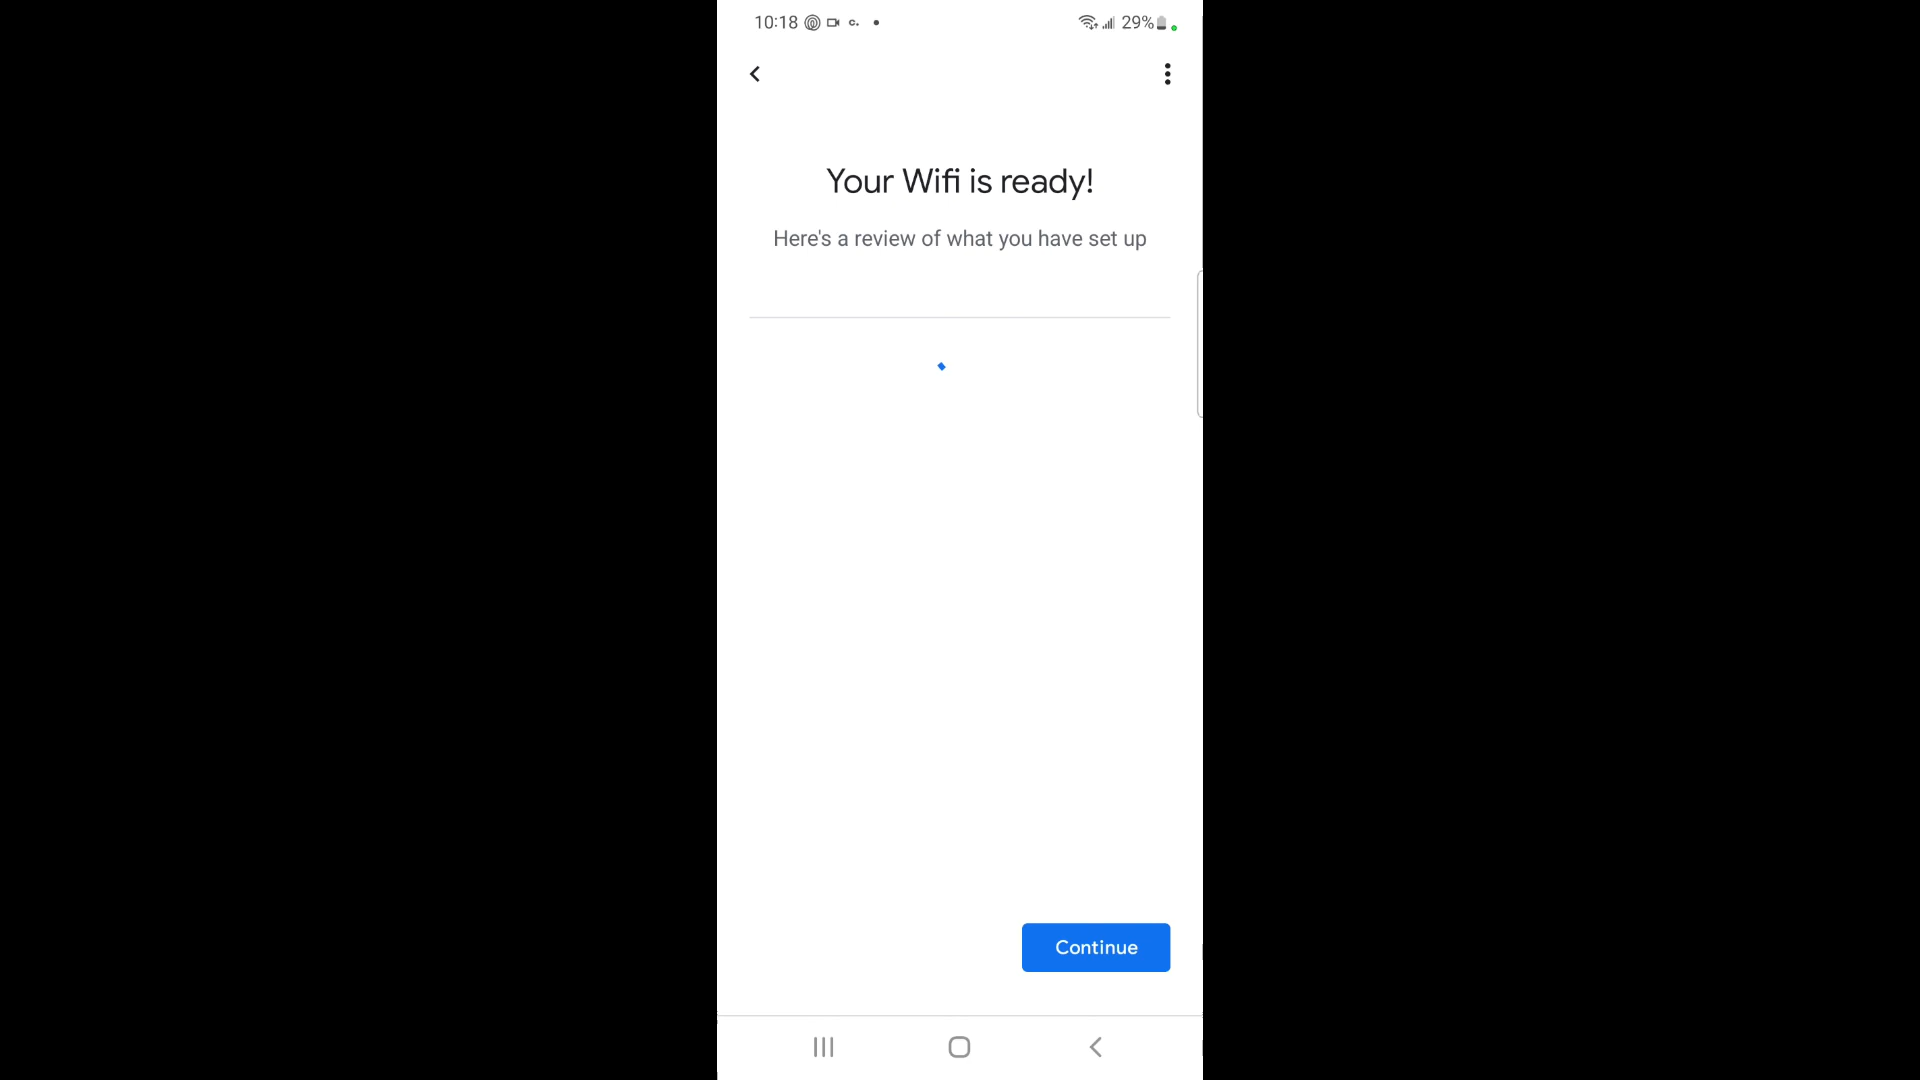 10:18
29%
Your Wifi is ready!
Here's a review of what you have set up
Continue